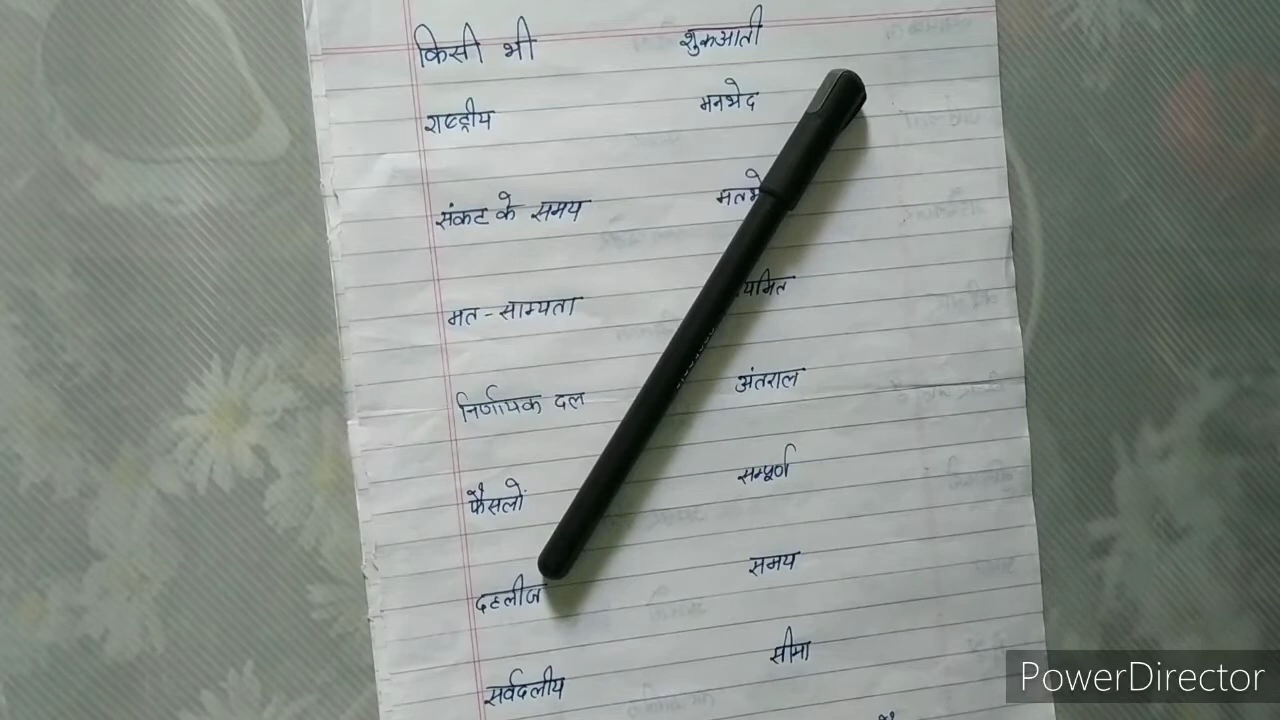 किसी भी
शुरुआती
राष्ट्रीय
मनभेद
संकट के समय
मत-साम्यता
निर्णायक दल
अंतराल
फैसलों
सम्पूर्ण
दहलीज
समय
सर्वदलीय
सीमा
PowerDirector